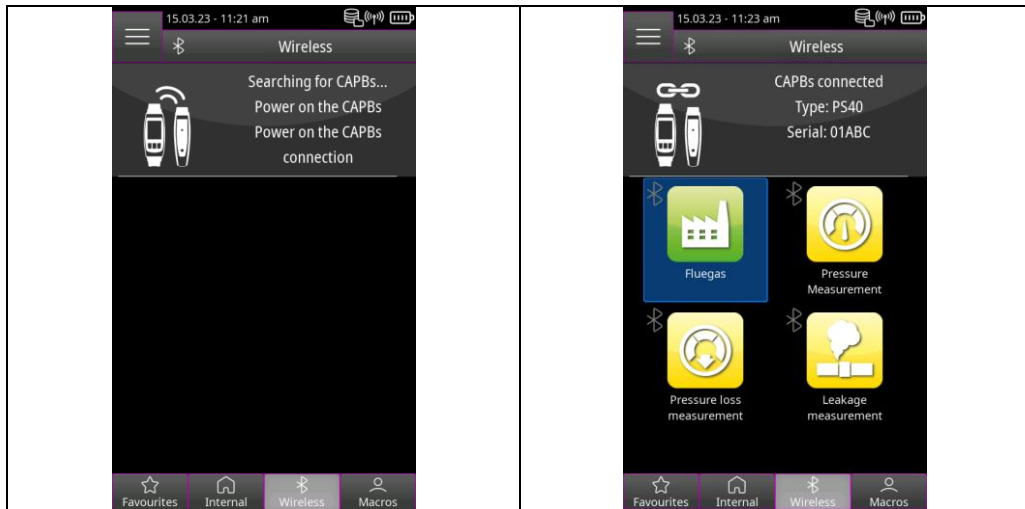 15.03.23 - 11:21 am
Wireless
Searching for CAPBs...
Power on the CAPBs
Power on the CAPBs
connection
Favourites
Internal
Wireless
Macros
15.03.23 - 11:23 am
Wireless
CAPBs connected
Type: PS40
Serial: 01ABC
Fluegas
Pressure
Measurement
Pressure loss
measurement
Leakage
measurement
Favourites
Internal
Wireless
Macros